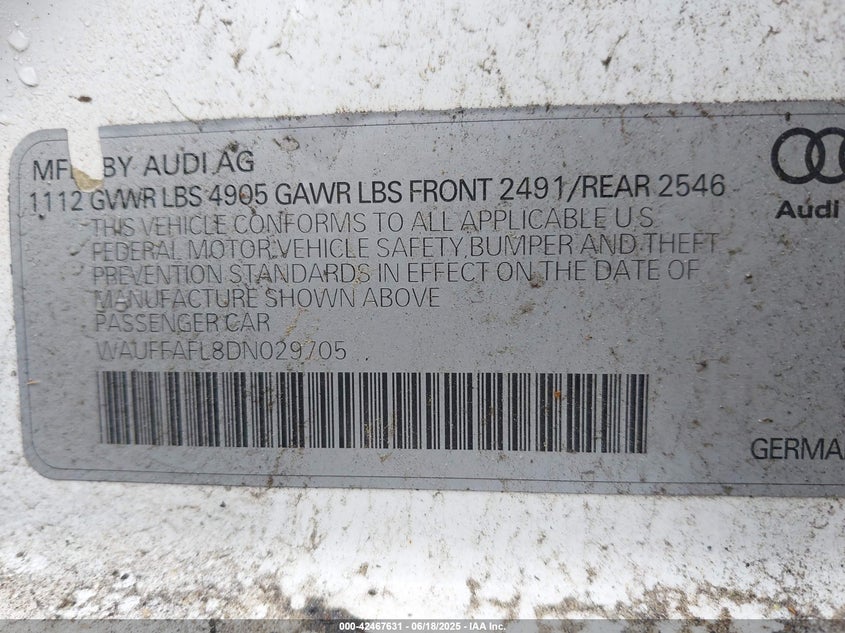 MFD BY AUDI AG
1112 GVWR LBS 4905 GAWR LBS FRONT 2491/REAR 2546
THIS VEHICLE CONFORMS TO ALL APPLICABLE U.S.
FEDERAL MOTOR VEHICLE SAFETY, BUMPER AND THEFT
PREVENTION STANDARDS IN EFFECT ON THE DATE OF
MANUFACTURE SHOWN ABOVE
PASSENGER CAR
WAUFFAFL8DN029705
Audi
GERMA
000-42467631 - 06/18/2025 - IAA Inc.